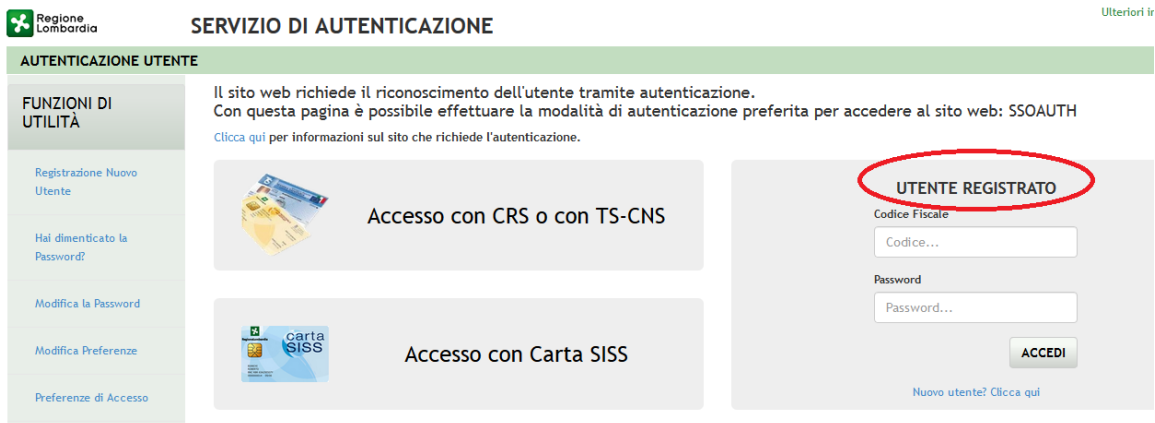 Regione
Lombardia
SERVIZIO DI AUTENTICAZIONE
Ulteriori in
AUTENTICAZIONE UTENTE
FUNZIONI DI
UTILITÀ
Registrazione Nuovo
Utente
Hai dimenticato la
Password?
Modifica la Password
Modifica Preferenze
Preferenze di Accesso
Il sito web richiede il riconoscimento dell'utente tramite autenticazione.
Con questa pagina è possibile effettuare la modalità di autenticazione preferita per accedere al sito web: SSOAUTH
Clicca qui per informazioni sul sito che richiede l'autenticazione.
Accesso con CRS o con TS-CNS
carta
SISS
Accesso con Carta SISS
UTENTE REGISTRATO
Codice Fiscale
Codice...
Password
Password...
ACCEDI
Nuovo utente? Clicca qui